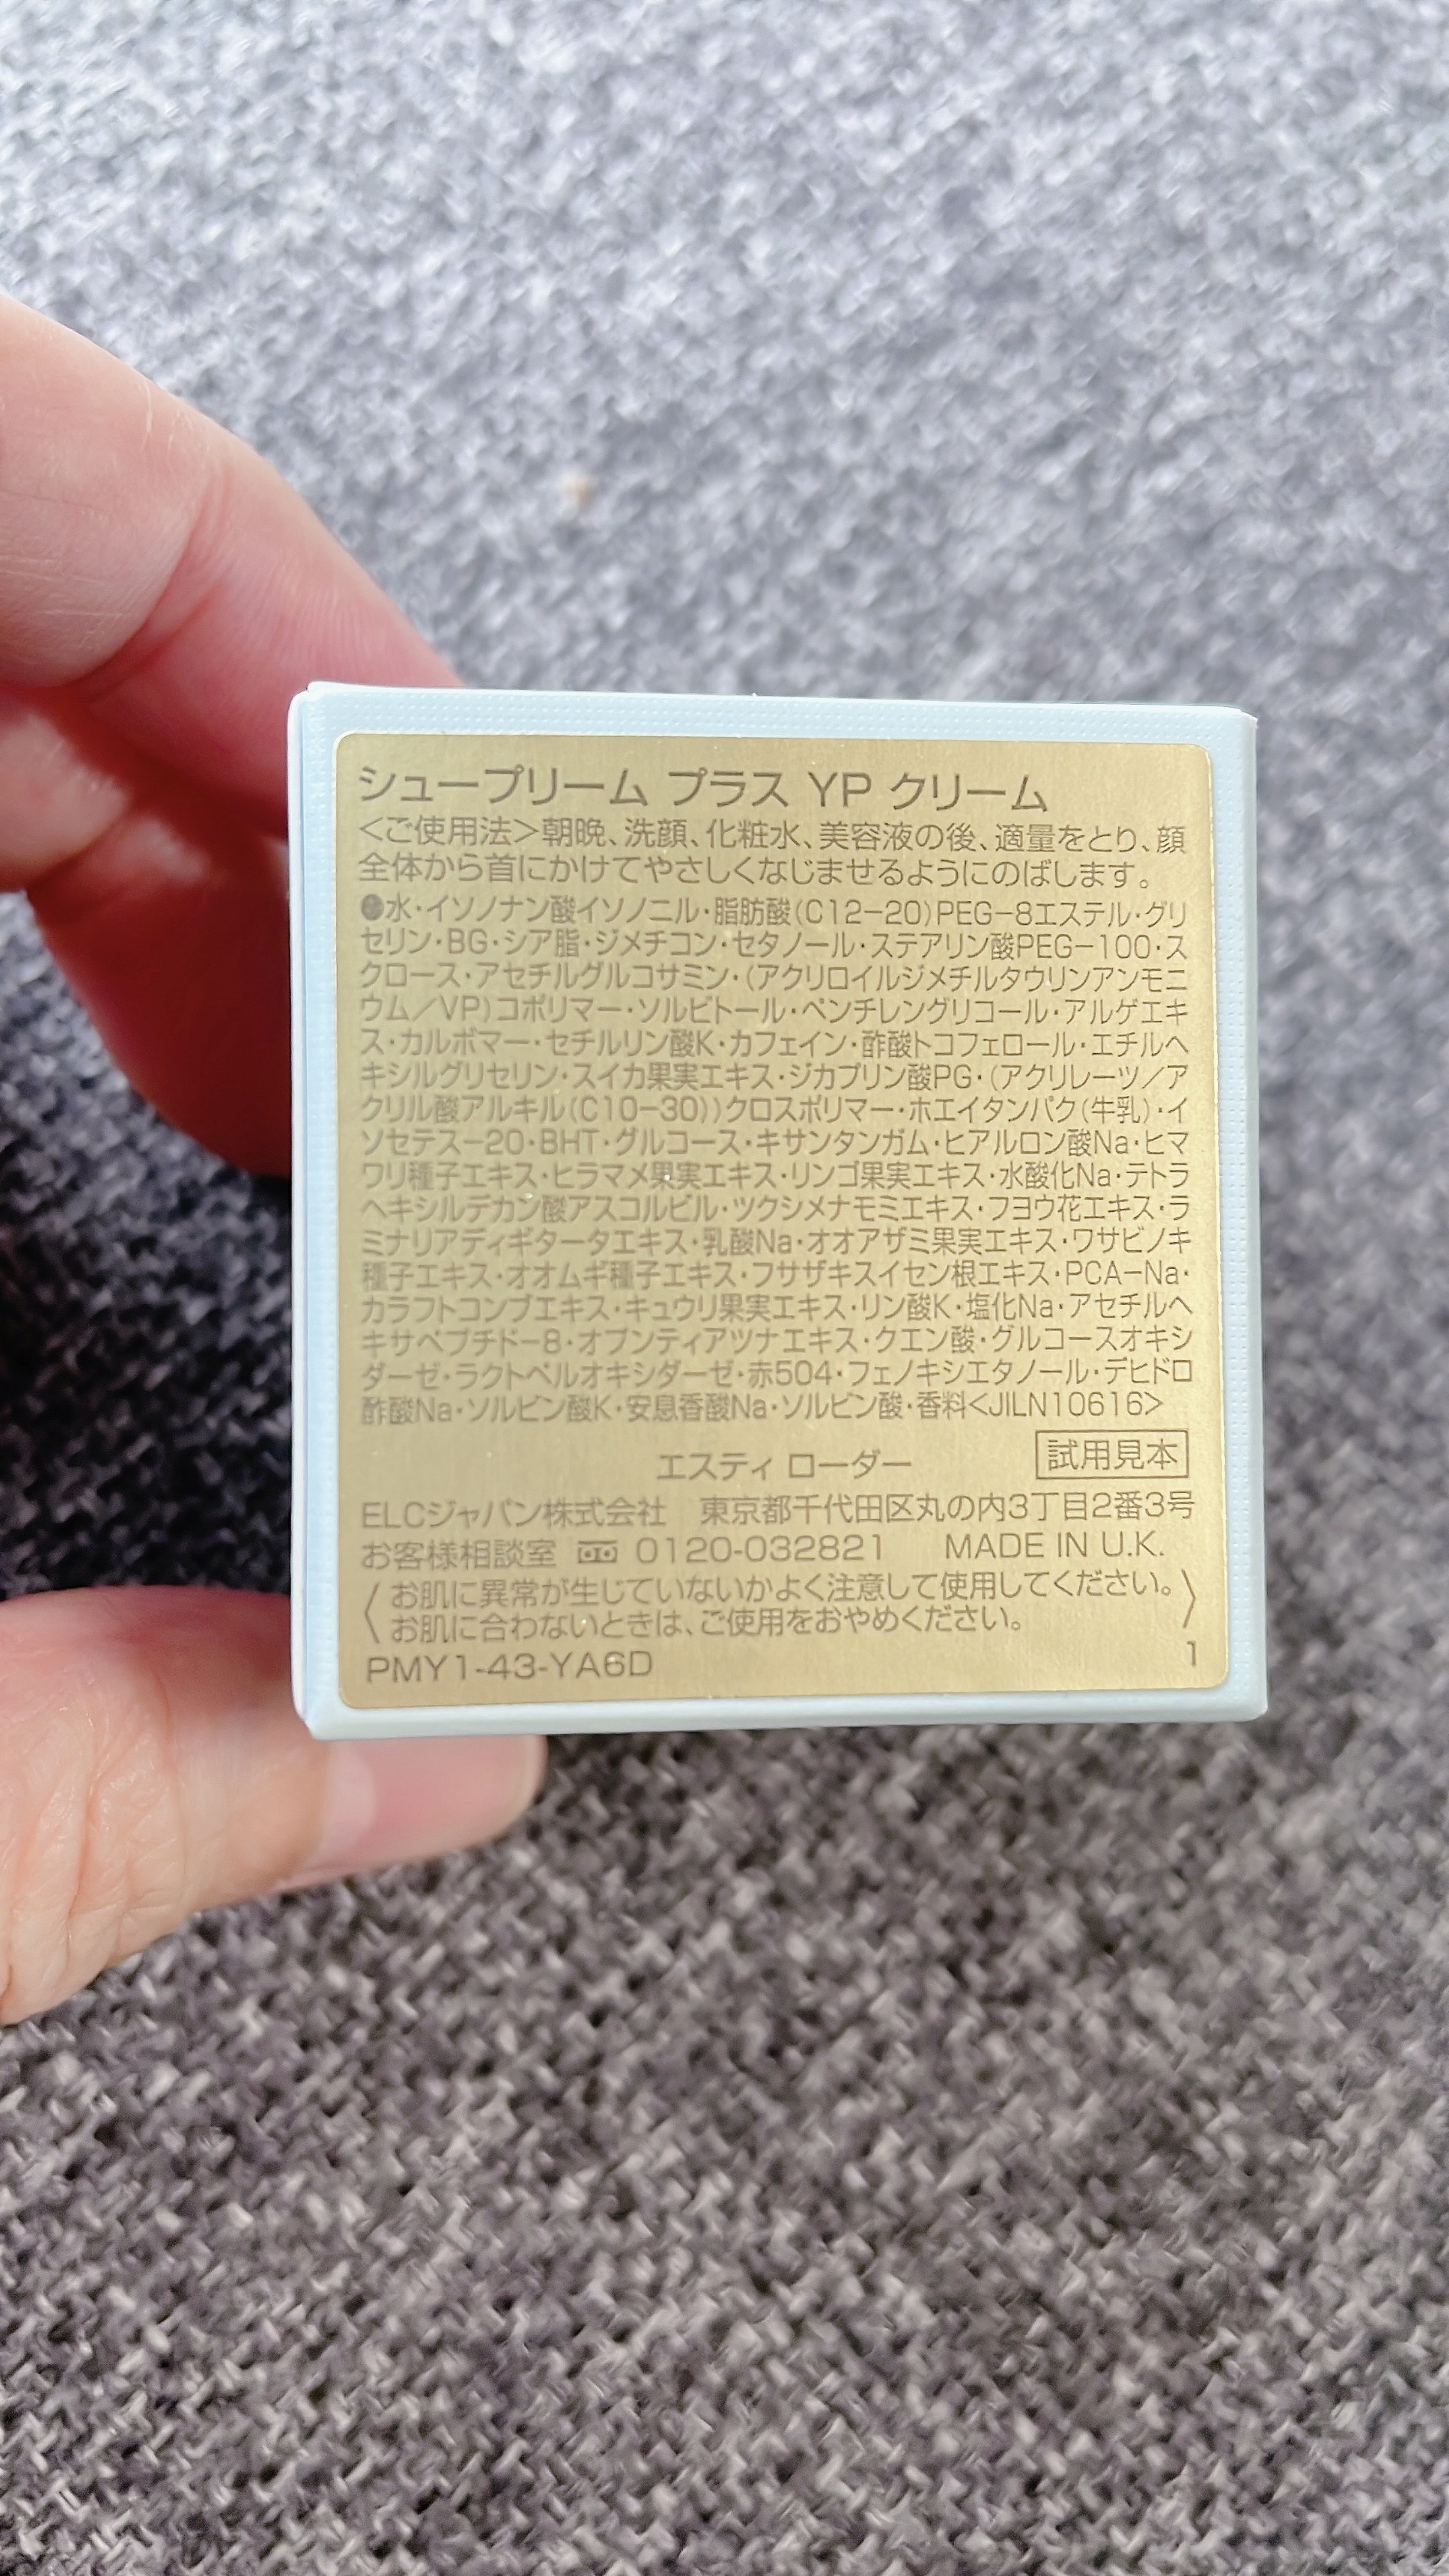 シュープリーム プラス YP クリーム
＜ご使用法＞朝晩、洗顔、化粧水、美容液の後、適量をとり、顔
全体から首にかけてやさしくなじませるようにのばします。
●水・イソノナン酸イソノニル・脂肪酸(C12−20)PEG−8エステル・グリ
セリン・BG・シア脂・ジメチコン・セタノール・ステアリン酸PEG−100・ス
クロース・アセチルグルコサミン・(アクリロイルジメチルタウリンアンモニ
ウム／VP)コポリマー・ソルビトール・ペンチレングリコール・アルゲエキ
ス・カルボマー・セチルリン酸K・カフェイン・酢酸トコフェロール・エチルヘ
キシルグリセリン・スイカ果実エキス・ジカプリン酸PG・(アクリレーツ／ア
クリル酸アルキル(C10−30))クロスポリマー・ホエイタンパク(牛乳)・イ
ソセテス−20・BHT・グルコース・キサンタンガム・ヒアルロン酸Na・ヒマ
ワリ種子エキス・ヒラマメ果実エキス・リンゴ果実エキス・水酸化Na・テトラ
ヘキシルデカン酸アスコルビル・ツクシメナモミエキス・フヨウ花エキス・ラ
ミナリアディギタータエキス・乳酸Na・オオアザミ果実エキス・ワサビノキ
種子エキス・オオムギ種子エキス・フサザキスイセン根エキス・PCA−Na・
カラフトコンブエキス・キュウリ果実エキス・リン酸K・塩化Na・アセチルヘ
キサペプチド−8・オプンティアツナエキス・クエン酸・グルコースオキシ
ダーゼ・ラクトペルオキシダーゼ・赤504・フェノキシエタノール・デヒドロ
酢酸Na・ソルビン酸K・安息香酸Na・ソルビン酸・香料<JILN10616>
エスティ ローダー 試用見本
ELCジャパン株式会社 東京都千代田区丸の内3丁目2番3号
お客様相談室 0120-032821 MADE IN U.K.
〈お肌に異常が生じていないかよく注意して使用してください。
お肌に合わないときは、ご使用をおやめください。〉
PMY1-43-YA6D 1